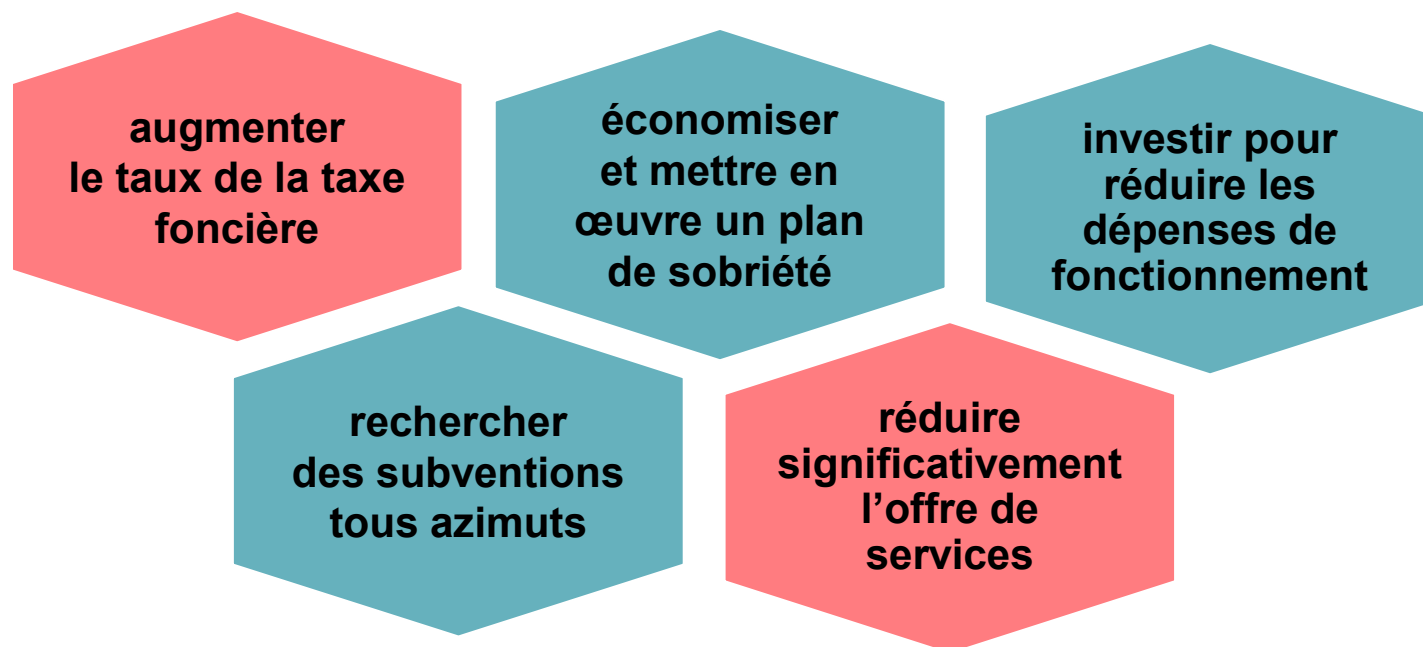 augmenter
le taux de la taxe
foncière
économiser
et mettre en
œuvre un plan
de sobriété
investir pour
réduire les
dépenses de
fonctionnement
rechercher
des subventions
tous azimuts
réduire
significativement
l’offre de
services